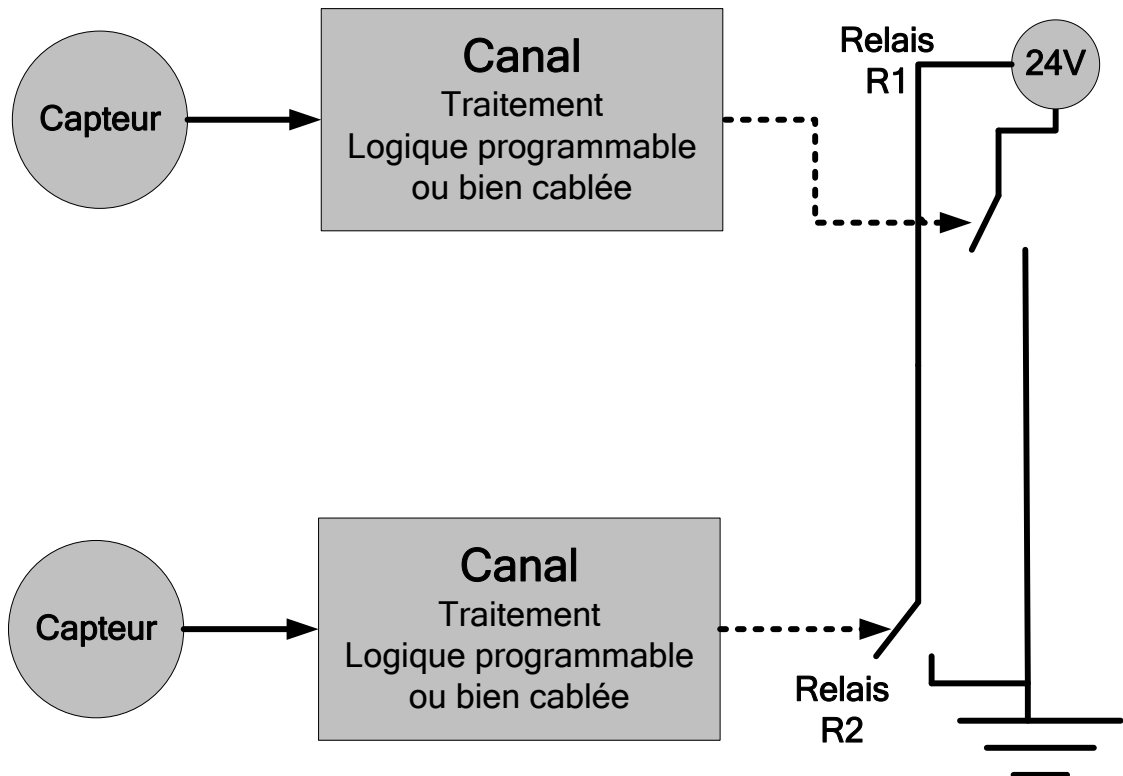 Capteur
Canal
Traitement
Logique programmable
ou bien cablée
Relais
R1
24V
Capteur
Canal
Traitement
Logique programmable
ou bien cablée
Relais
R2